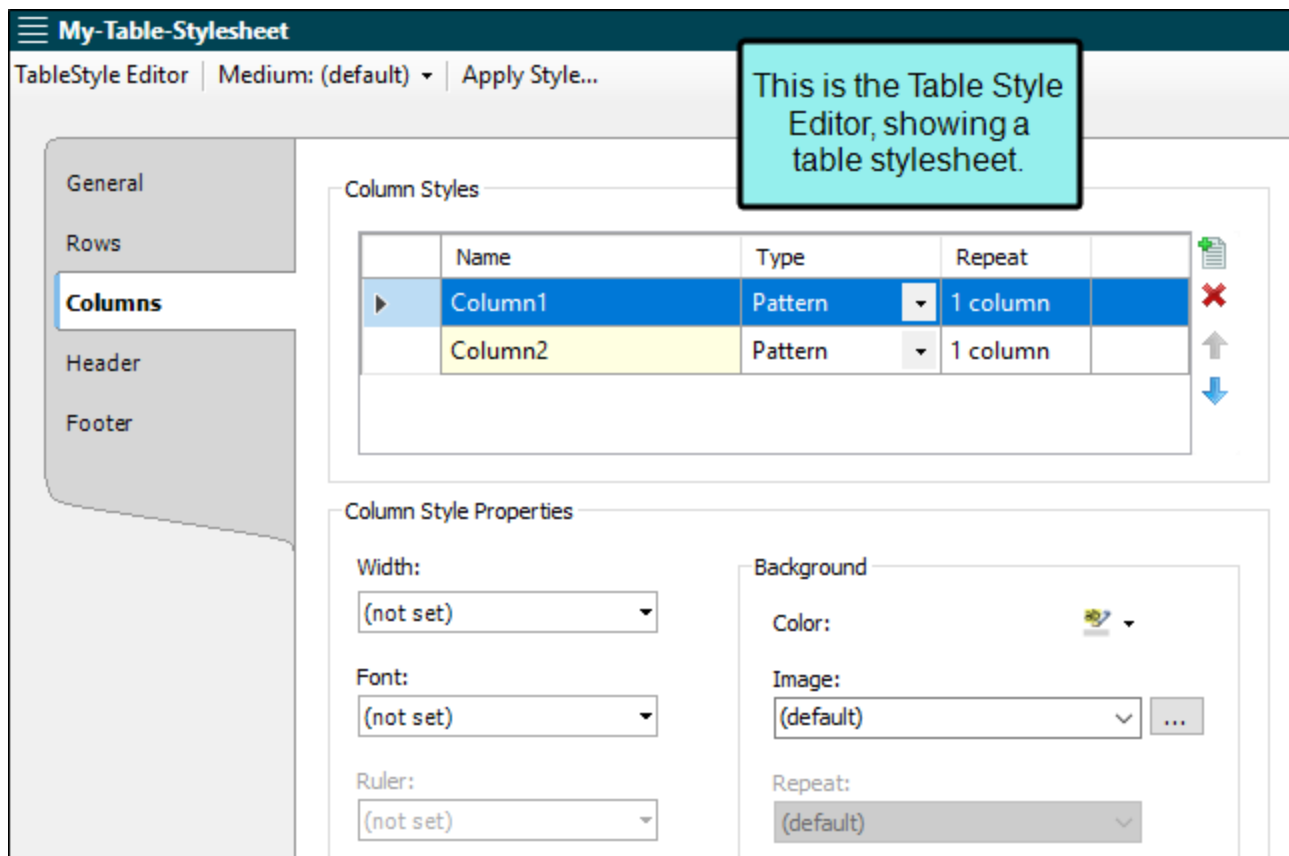 My-Table-Stylesheet
TableStyle Editor Medium: (default) Apply Style...
This is the Table Style
Editor, showing a
table stylesheet.
General
Rows
Columns
Header
Footer
Column Styles
Name Type Repeat
Column1 Pattern 1 column
Column2 Pattern 1 column
Column Style Properties
Width:
(not set)
Font:
(not set)
Ruler:
(not set)
Background
Color:
Image:
(default) ...
Repeat:
(default)